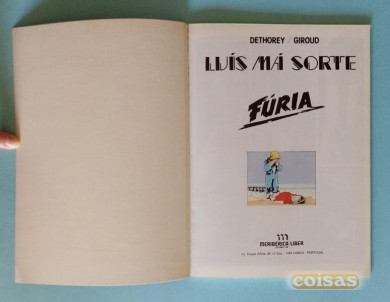 DETHOREY / GIROUD
LUÍS MÁ SORTE
FÚRIA
MERIBÉRICA/LIBER
coisas